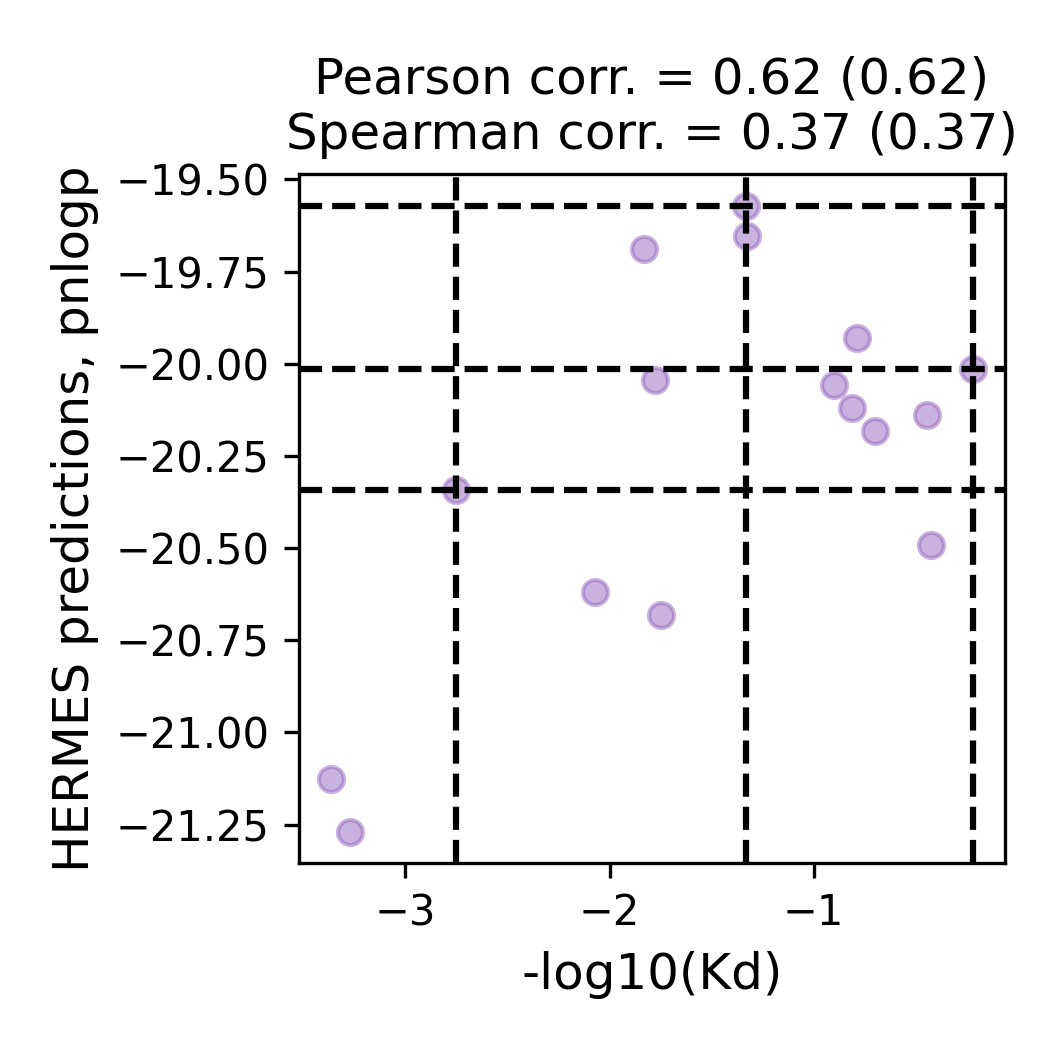 Pearson corr. = 0.62 (0.62)
Spearman corr. = 0.37 (0.37)
HERMES predictions, pnlogp
−19.50
−19.75
−20.00
−20.25
−20.50
−20.75
−21.00
−21.25
−3
−2
−1
-log10(Kd)